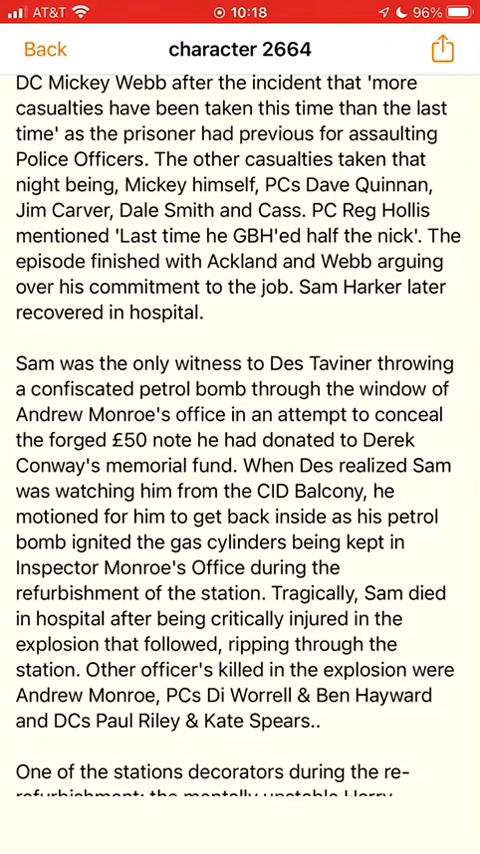 AT&T 10:18 96%
Back character 2664
DC Mickey Webb after the incident that 'more
casualties have been taken this time than the last
time' as the prisoner had previous for assaulting
Police Officers. The other casualties taken that
night being, Mickey himself, PCs Dave Quinnan,
Jim Carver, Dale Smith and Cass. PC Reg Hollis
mentioned 'Last time he GBH'ed half the nick'. The
episode finished with Ackland and Webb arguing
over his commitment to the job. Sam Harker later
recovered in hospital.
Sam was the only witness to Des Taviner throwing
a confiscated petrol bomb through the window of
Andrew Monroe's office in an attempt to conceal
the forged £50 note he had donated to Derek
Conway's memorial fund. When Des realized Sam
was watching him from the CID Balcony, he
motioned for him to get back inside as his petrol
bomb ignited the gas cylinders being kept in
Inspector Monroe's Office during the
refurbishment of the station. Tragically, Sam died
in hospital after being critically injured in the
explosion that followed, ripping through the
station. Other officer's killed in the explosion were
Andrew Monroe, PCs Di Worrell & Ben Hayward
and DCs Paul Riley & Kate Spears..
One of the stations decorators during the re-
refurbishment; the mentally unstable Harry